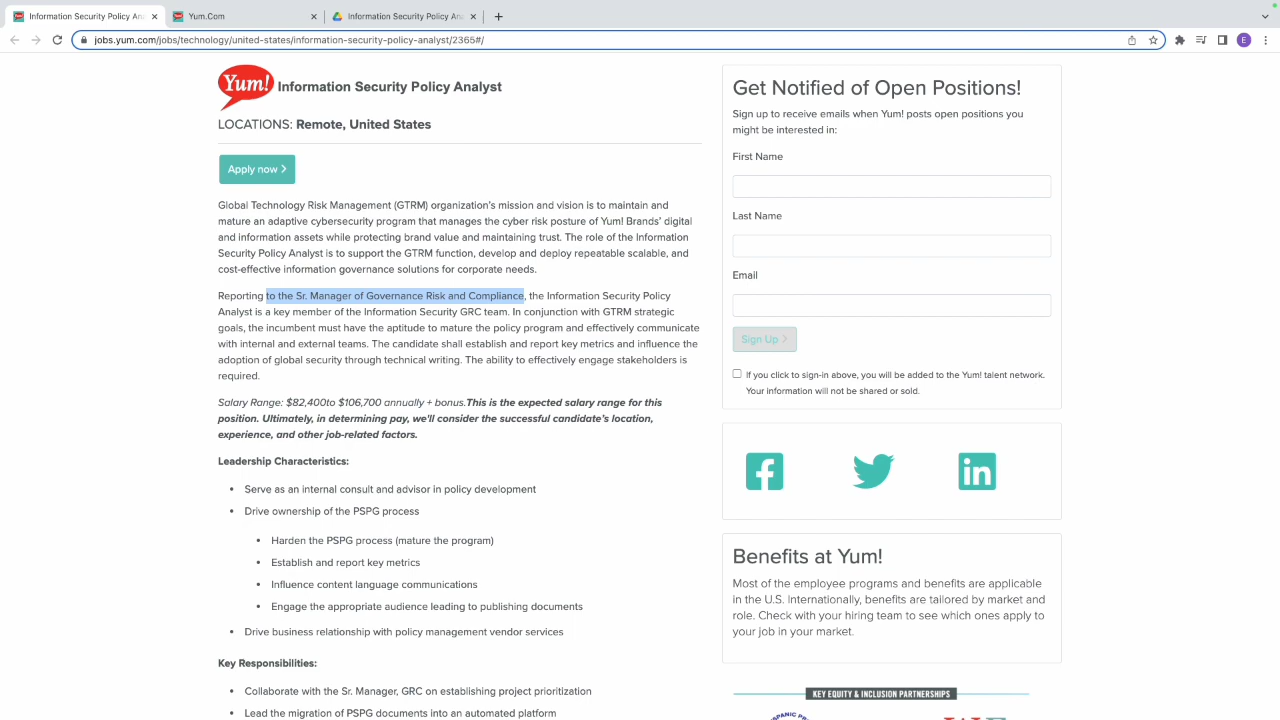 Information Security Policy Ana
Yum.Com
Information Security Policy Ana
jobs.yum.com/jobs/technology/united-states/information-security-policy-analyst/2365#/
E
Yum!
Information Security Policy Analyst
LOCATIONS: Remote, United States
Apply now
Global Technology Risk Management (GTRM) organization's mission and vision is to maintain and
mature an adaptive cybersecurity program that manages the cyber risk posture of Yum! Brands' digital
and information assets while protecting brand value and maintaining trust. The role of the Information
Security Policy Analyst is to support the GTRM function, develop and deploy repeatable scalable, and
cost-effective information governance solutions for corporate needs.
Reporting to the Sr. Manager of Governance Risk and Compliance, the Information Security Policy
Analyst is a key member of the Information Security GRC team. In conjunction with GTRM strategic
goals, the incumbent must have the aptitude to mature the policy program and effectively communicate
with internal and external teams. The candidate shall establish and report key metrics and influence the
adoption of global security through technical writing. The ability to effectively engage stakeholders is
required.
Salary Range: $82,400to $106,700 annually + bonus.This is the expected salary range for this
position. Ultimately, in determining pay, we'll consider the successful candidate's location,
experience, and other job-related factors.
Leadership Characteristics:
Serve as an internal consult and advisor in policy development
Drive ownership of the PSPG process
Harden the PSPG process (mature the program)
Establish and report key metrics
Influence content language communications
Engage the appropriate audience leading to publishing documents
Drive business relationship with policy management vendor services
Key Responsibilities:
Collaborate with the Sr. Manager, GRC on establishing project prioritization
Lead the migration of PSPG documents into an automated platform
Get Notified of Open Positions!
Sign up to receive emails when Yum! posts open positions you
might be interested in:
First Name
Last Name
Email
Sign Up
If you click to sign-in above, you will be added to the Yum! talent network.
Your information will not be shared or sold.
Benefits at Yum!
Most of the employee programs and benefits are applicable
in the U.S. Internationally, benefits are tailored by market and
role. Check with your hiring team to see which ones apply to
your job in your market.
KEY EQUITY & INCLUSION PARTNERSHIPS